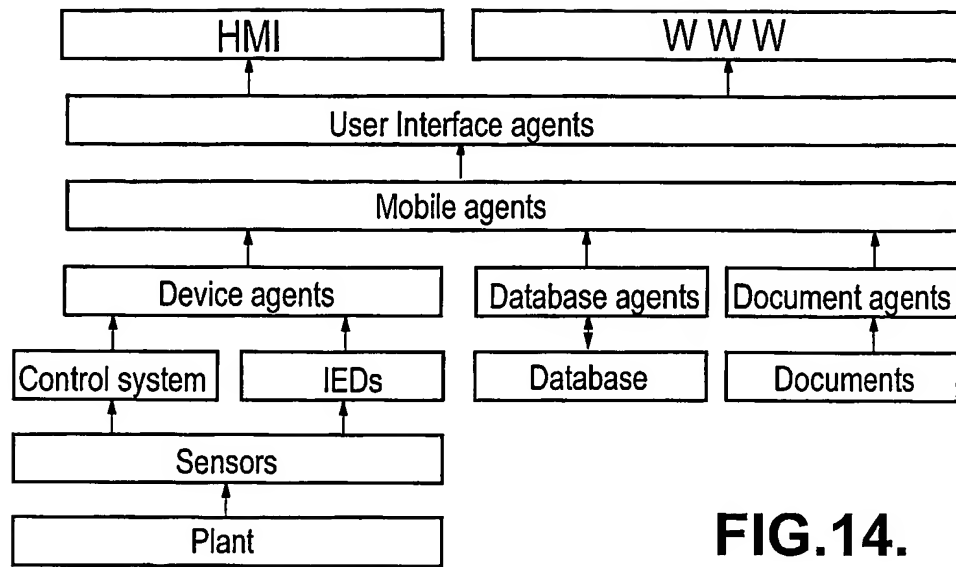 HMI
W W W
User Interface agents
Mobile agents
Device agents
Database agents
Document agents
Control system
IEDs
Database
Documents
Sensors
Plant
FIG.14.